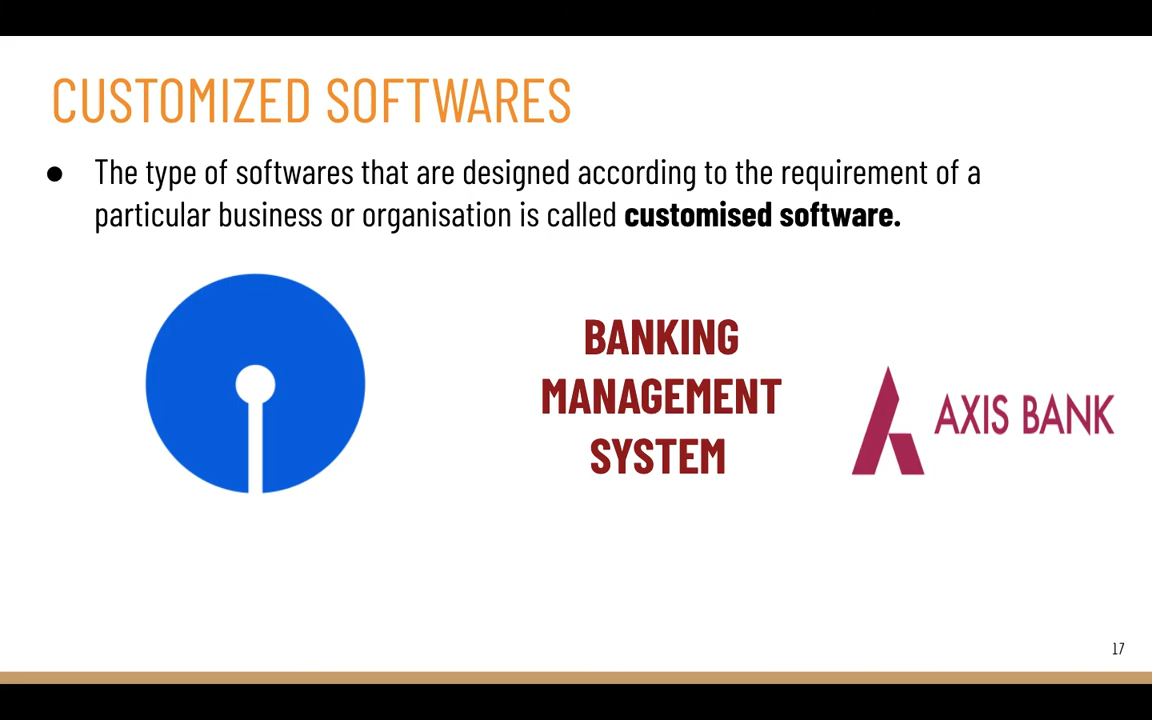 CUSTOMIZED SOFTWARES
● The type of softwares that are designed according to the requirement of a
particular business or organisation is called customised software.
BANKING
MANAGEMENT
SYSTEM
AXIS BANK
17